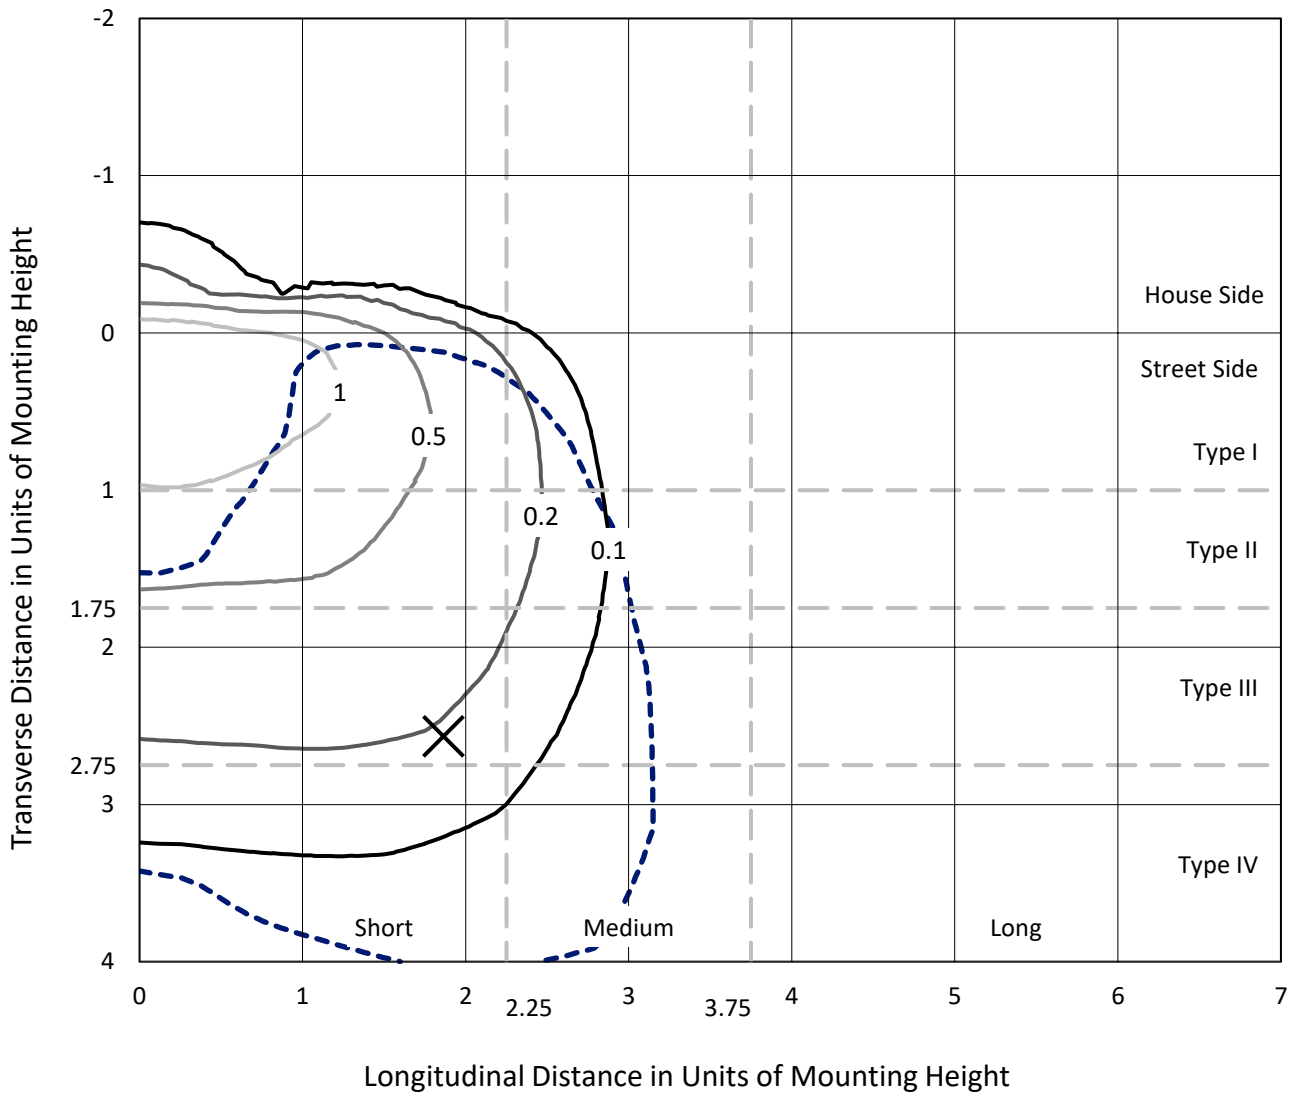 -2
-1
0
1
1.75
2
2.75
3
4
Transverse Distance in Units of Mounting Height
House Side
Street Side
Type I
Type II
Type III
Type IV
1
0.5
0.2
0.1
Short
Medium
Long
0
1
2
2.25
3
3.75
4
5
6
7
Longitudinal Distance in Units of Mounting Height